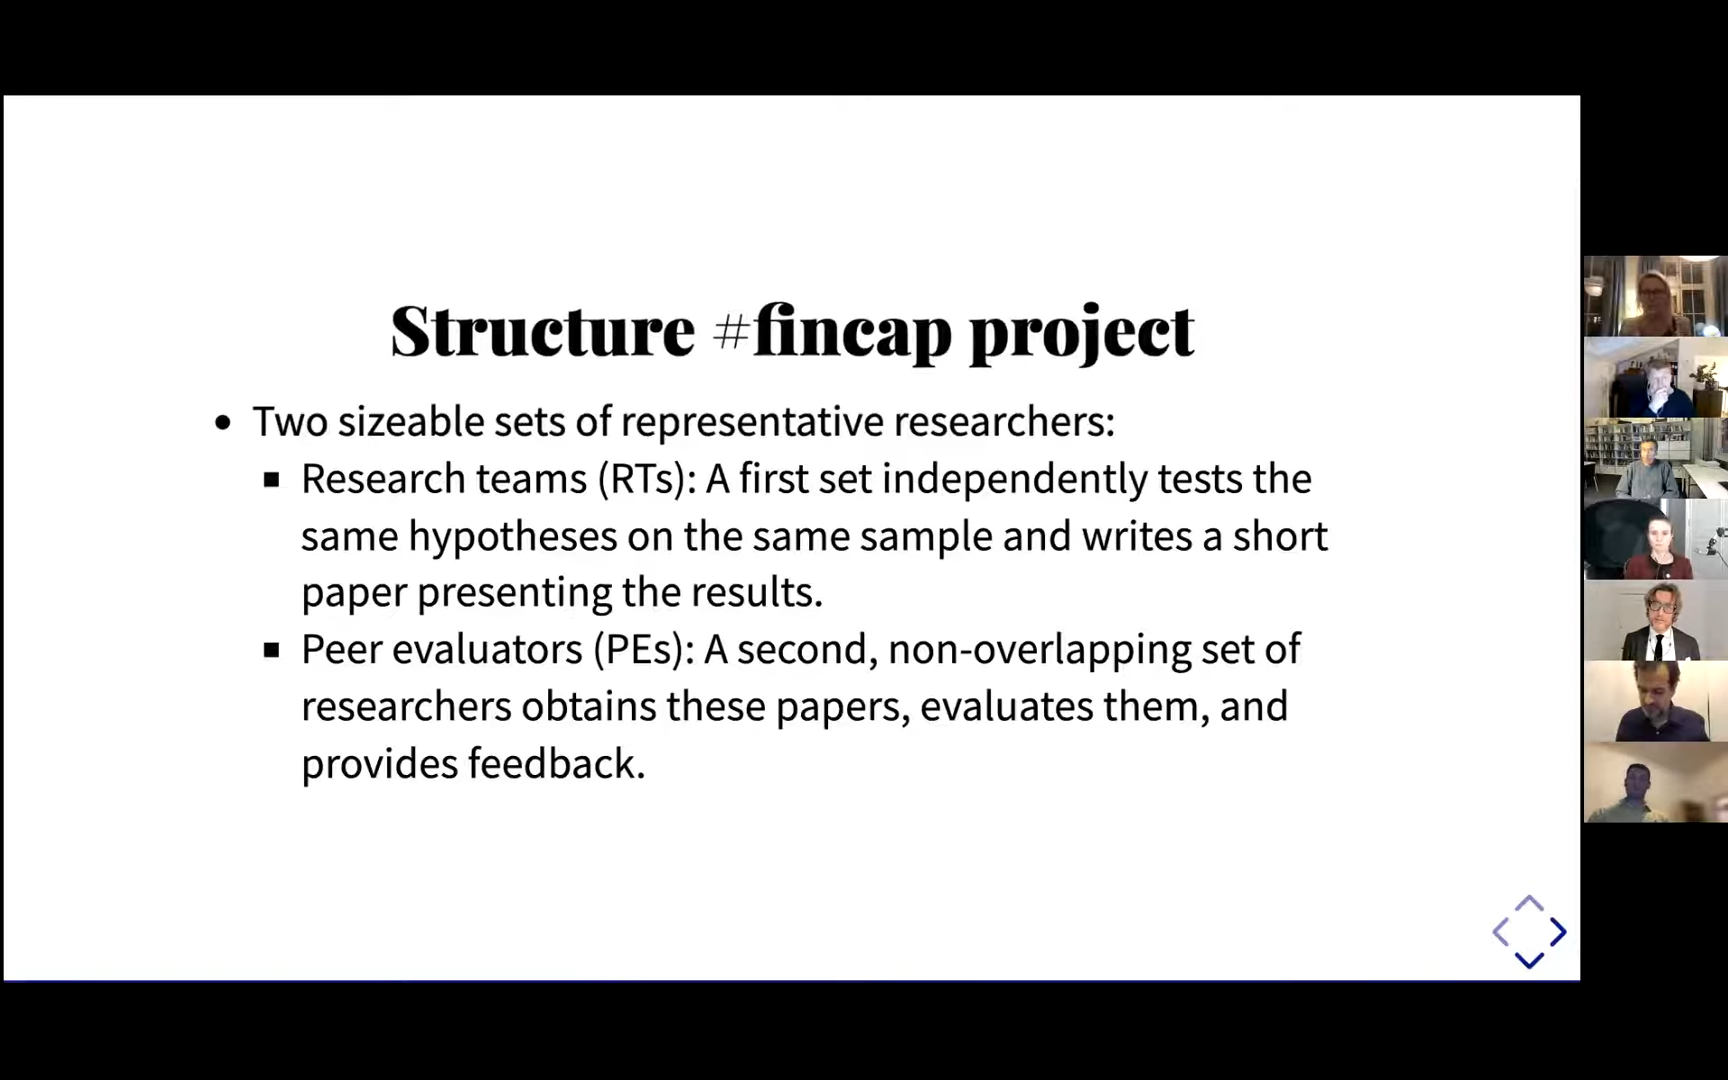 Structure #fincap project
• Two sizeable sets of representative researchers:
▪ Research teams (RTs): A first set independently tests the
same hypotheses on the same sample and writes a short
paper presenting the results.
▪ Peer evaluators (PEs): A second, non-overlapping set of
researchers obtains these papers, evaluates them, and
provides feedback.